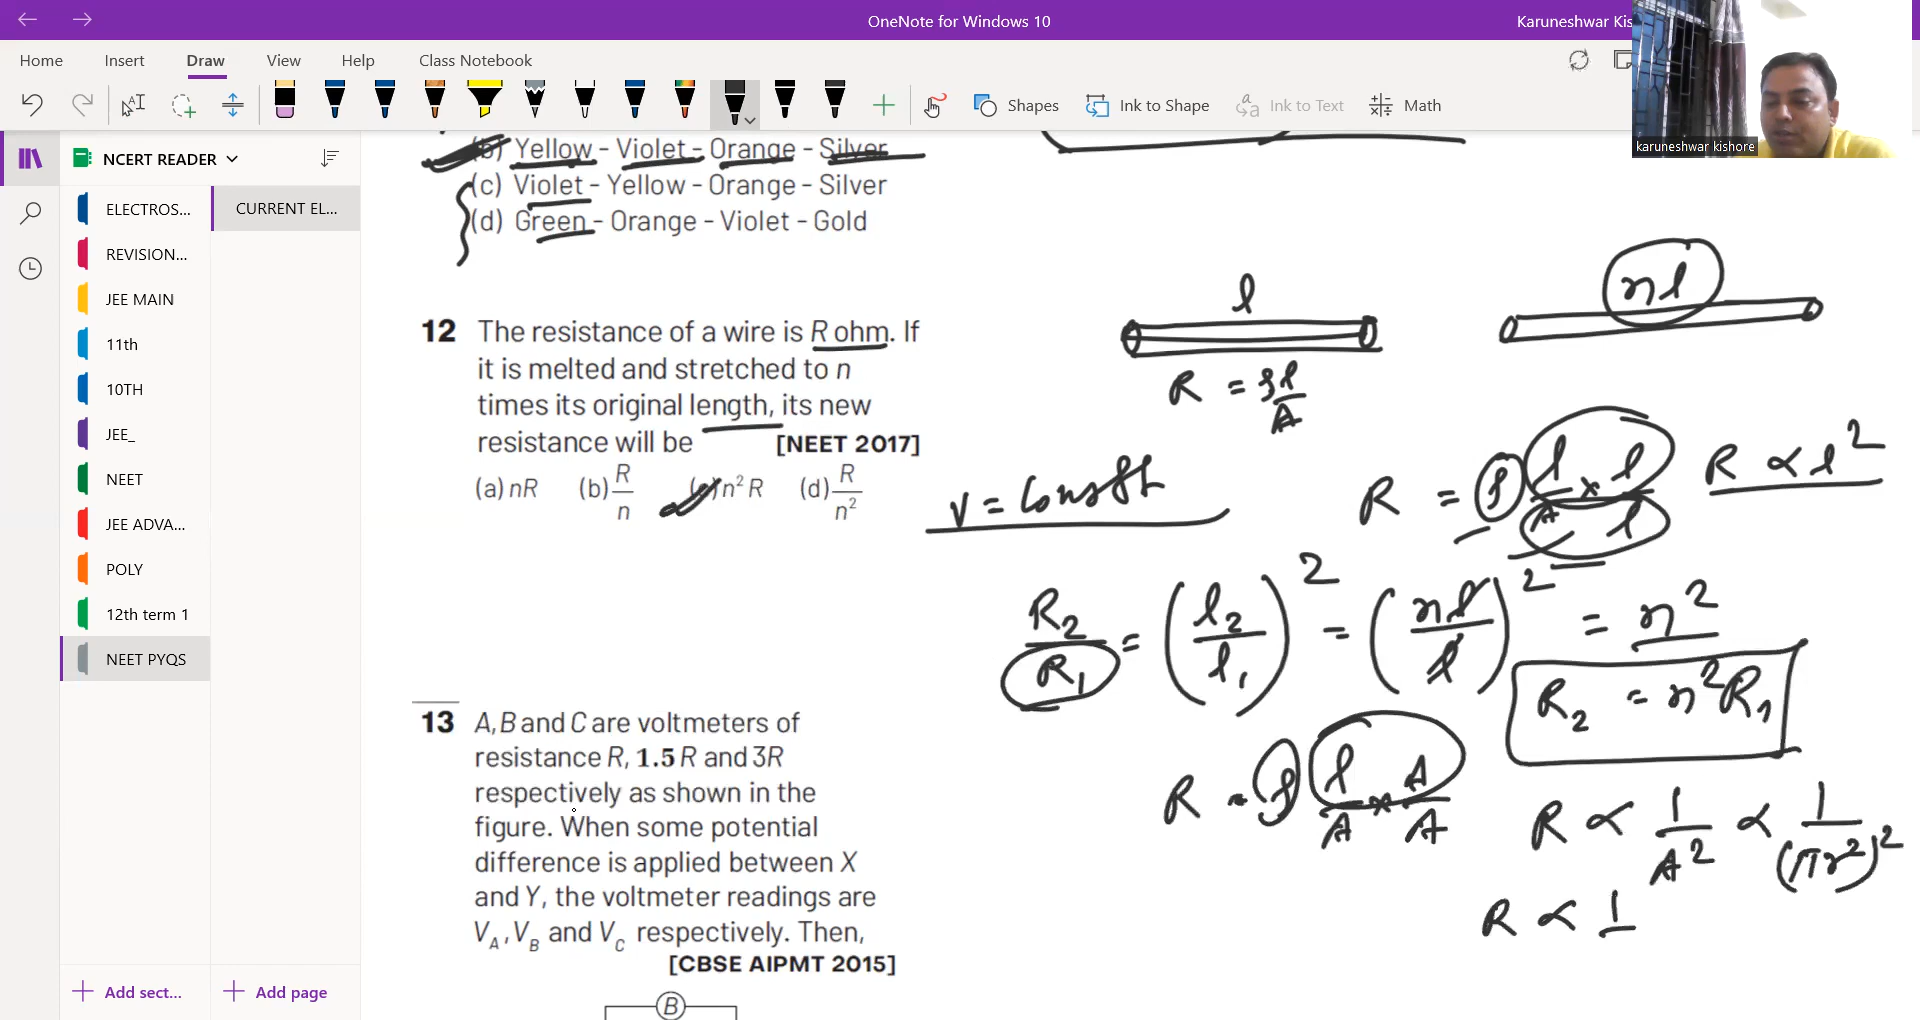 OneNote for Windows 10
Karuneshwar Kis
Home Insert Draw View Help Class Notebook
Shapes Ink to Shape Ink to Text Math
karuneshwar kishore
NCERT READER
ELECTROS...
REVISION...
JEE MAIN
11th
10TH
JEE_
NEET
JEE ADVA...
POLY
12th term 1
NEET PYQS
Add sect...
CURRENT EL...
Add page
(b) Yellow - Violet - Orange - Silver
(c) Violet - Yellow - Orange - Silver
(d) Green - Orange - Violet - Gold
12 The resistance of a wire is R ohm. If
it is melted and stretched to n
times its original length, its new
resistance will be [NEET 2017]
(a) nR (b) R/n (c) n² R (d) R/n²
13 A, B and C are voltmeters of
resistance R, 1.5 R and 3R
respectively as shown in the
figure. When some potential
difference is applied between X
and Y, the voltmeter readings are
V_A, V_B and V_C respectively. Then,
[CBSE AIPMT 2015]
B
l
nl
R = ρl/A
V = Constt
R = ρ l/A × l/l R ∝ l²
R₂/R₁ = (l₂/l₁)² = (nl/l)² = n²
R₂ = n²R₁
R = ρ l/A × A/A
R ∝ 1/A² ∝ 1/(πr²)²
R ∝ 1